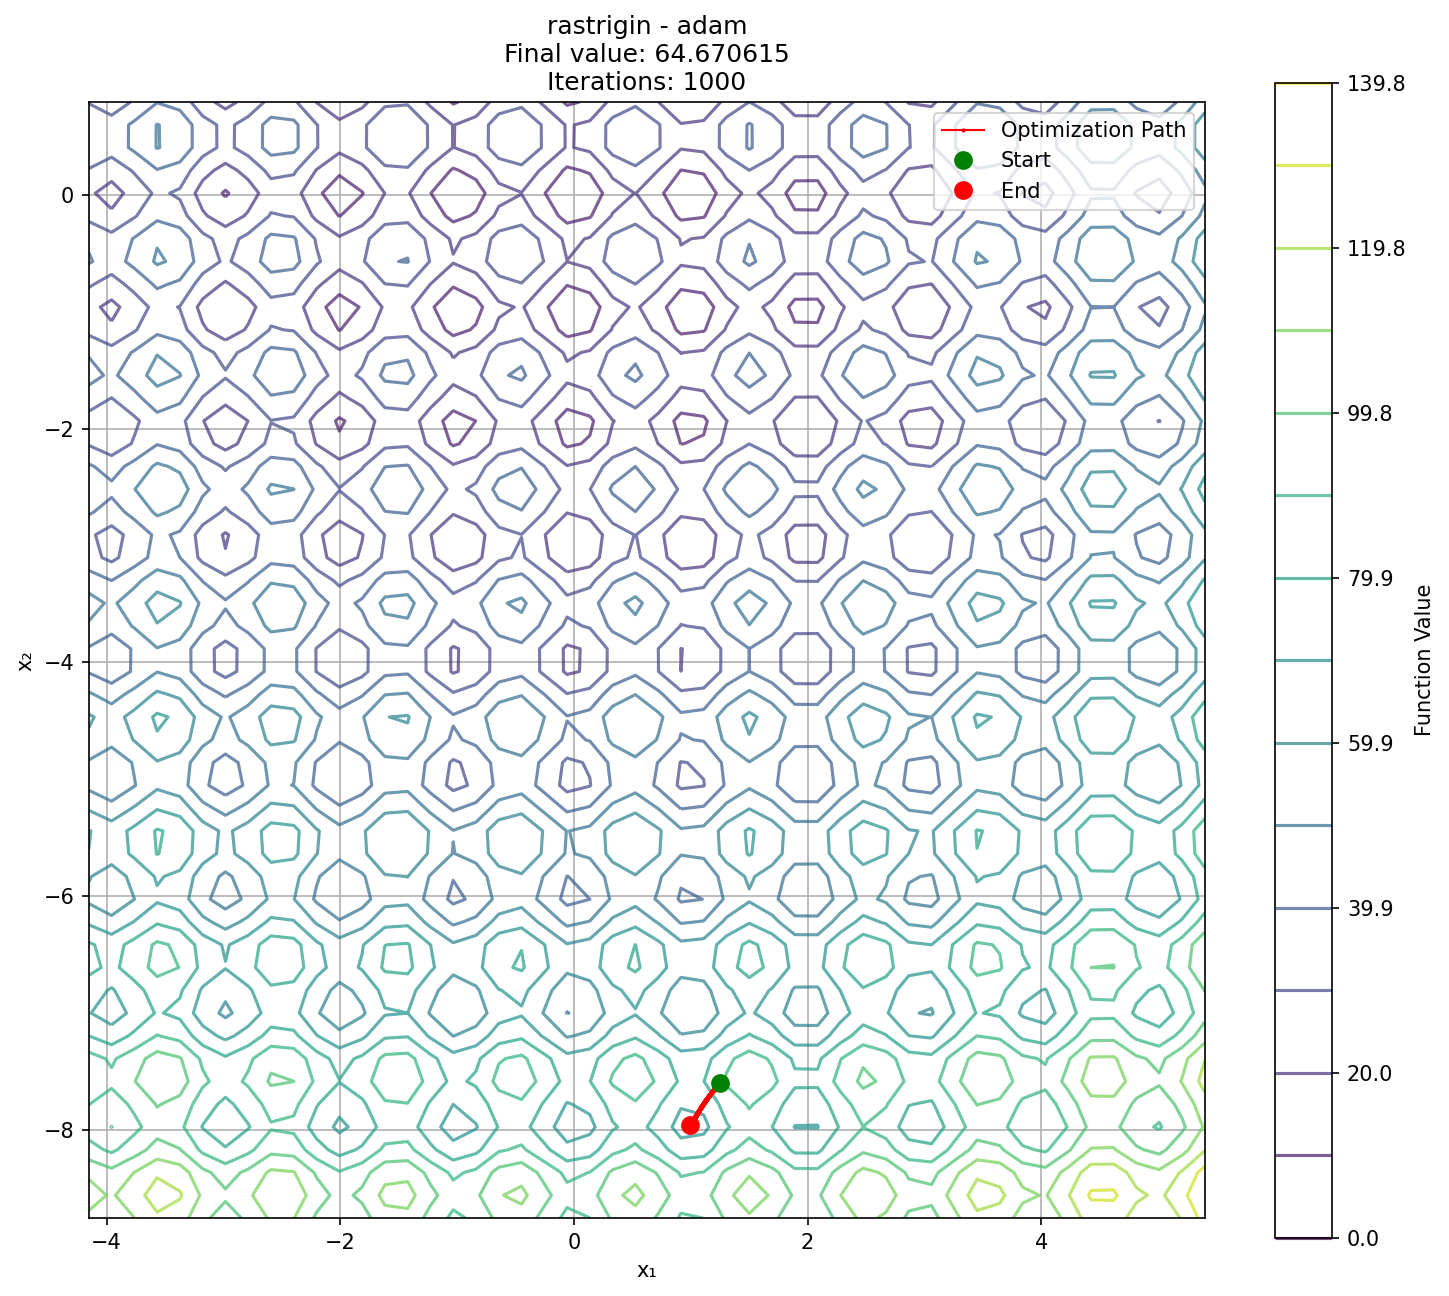 rastrigin - adam
Final value: 64.670615
Iterations: 1000
Optimization Path
Start
End
0
−2
−4
−6
−8
x₂
−4
−2
0
2
4
x₁
139.8
119.8
99.8
79.9
59.9
39.9
20.0
0.0
Function Value